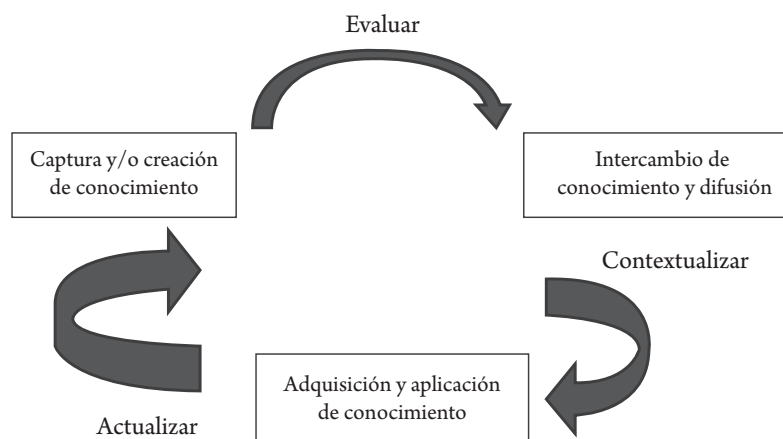 Evaluar
Captura y/o creación
de conocimiento
Intercambio de
conocimiento y difusión
Contextualizar
Adquisición y aplicación
de conocimiento
Actualizar